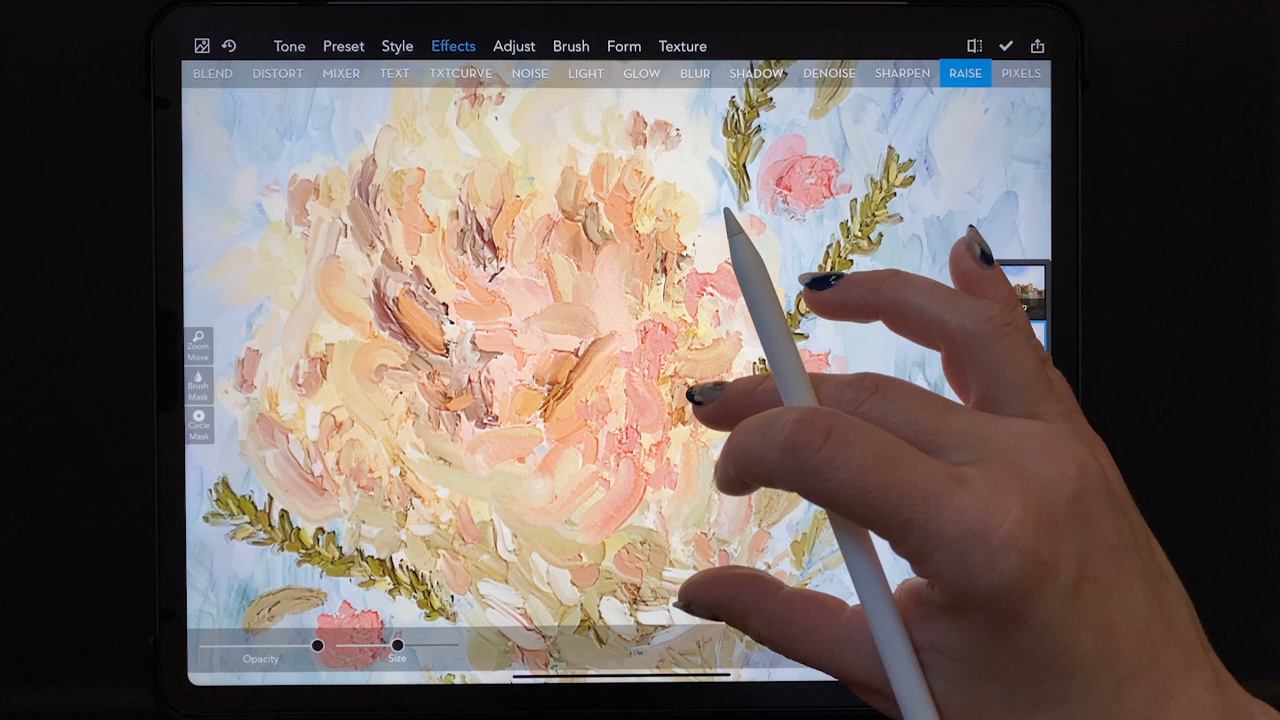 Tone Preset Style Effects Adjust Brush Form Texture
BLEND DISTORT MIXER TEXT TXTCURVE NOISE LIGHT GLOW BLUR SHADOW DENOISE SHARPEN RAISE PIXELS
Zoom
Move
Brush
Mask
Circle
Mask
Opacity Size